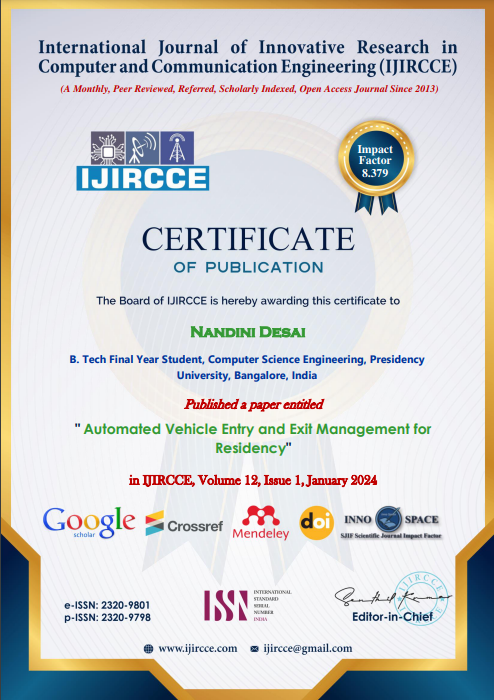 International Journal of Innovative Research in
Computer and Communication Engineering (IJIRCCE)
(A Monthly, Peer Reviewed, Referred, Scholarly Indexed, Open Access Journal Since 2013)
IJIRCCE
Impact
Factor
8.379
CERTIFICATE
OF PUBLICATION
The Board of IJIRCCE is hereby awarding this certificate to
NANDINI DESAI
B. Tech Final Year Student, Computer Science Engineering, Presidency
University, Bangalore, India
Published a paper entitled
" Automated Vehicle Entry and Exit Management for
Residency"
in IJIRCCE, Volume 12, Issue 1, January 2024
Google
scholar
Crossref
Mendeley
doi
INNO SPACE
SJIF Scientific Journal Impact Factor
e-ISSN: 2320-9801
p-ISSN: 2320-9798
ISSN
INTERNATIONAL
STANDARD
SERIAL
NUMBER
INDIA
IJIRCCE
Senthil Kumar
Editor-in-Chief
www.ijircce.com ijircce@gmail.com